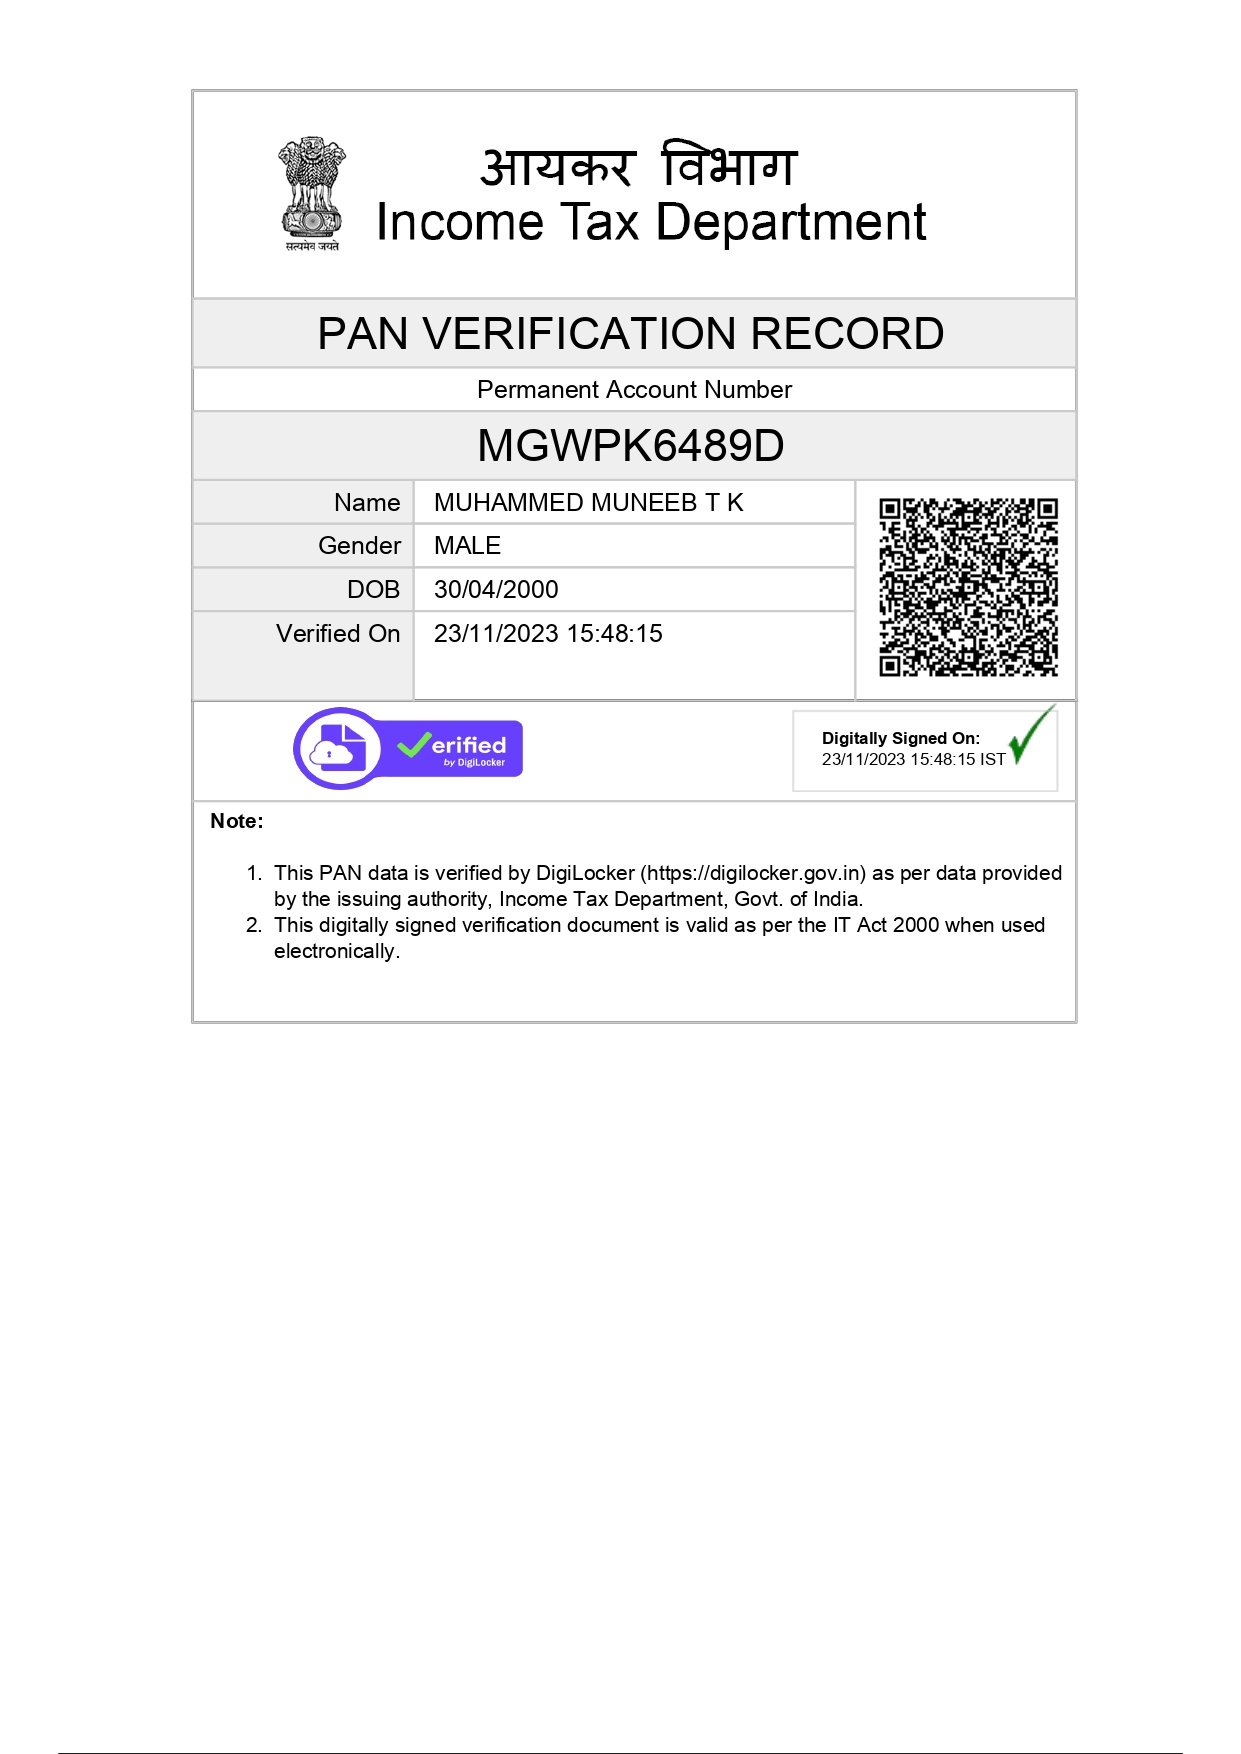 आयकर विभाग
Income Tax Department
सत्यमेव जयते
PAN VERIFICATION RECORD
Permanent Account Number
MGWPK6489D
Name MUHAMMED MUNEEB T K
Gender MALE
DOB 30/04/2000
Verified On 23/11/2023 15:48:15
erified
by DigiLocker
Digitally Signed On:
23/11/2023 15:48:15 IST
Note:
1. This PAN data is verified by DigiLocker (https://digilocker.gov.in) as per data provided
by the issuing authority, Income Tax Department, Govt. of India.
2. This digitally signed verification document is valid as per the IT Act 2000 when used
electronically.